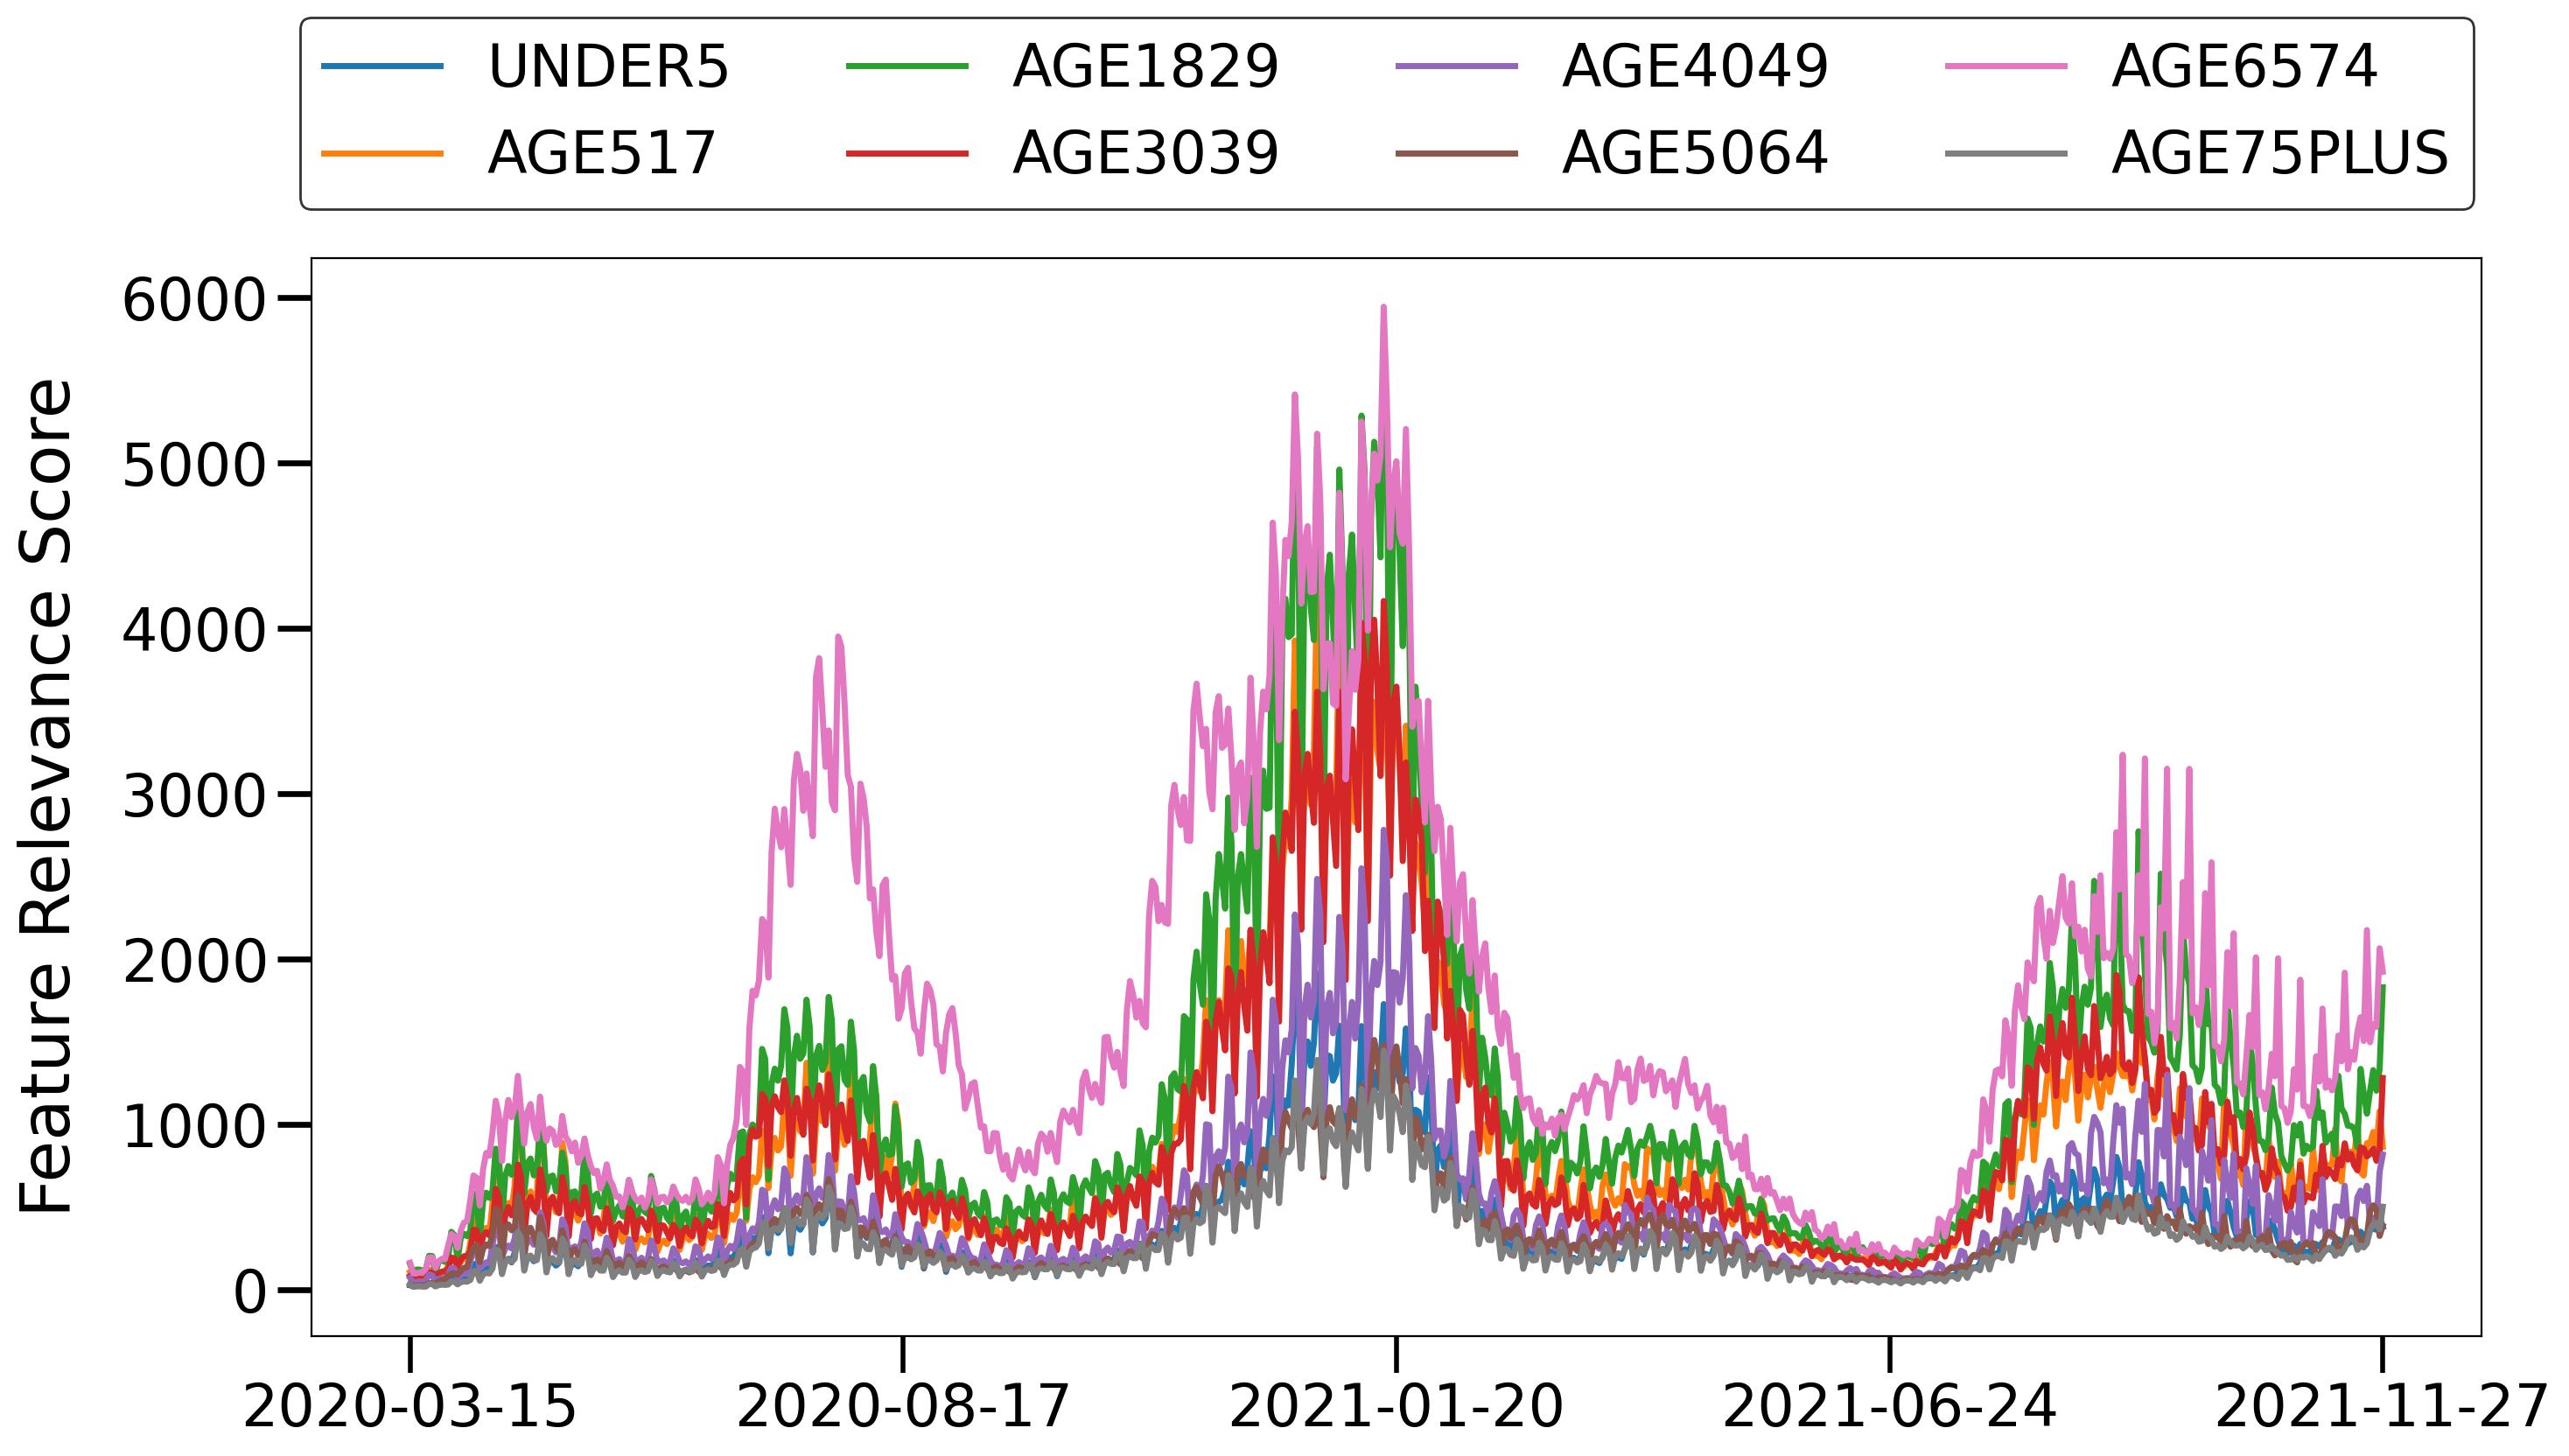 UNDER5 AGE1829 AGE4049 AGE6574
AGE517 AGE3039 AGE5064 AGE75PLUS
Feature Relevance Score
6000
5000
4000
3000
2000
1000
0
2020-03-15 2020-08-17 2021-01-20 2021-06-24 2021-11-27